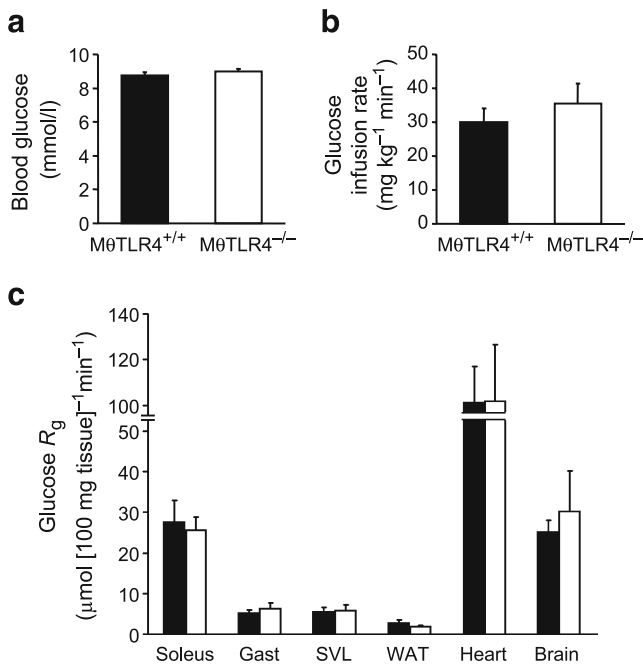 a
Blood glucose
(mmol/l)
10
8
6
4
2
0
MθTLR4+/+ MθTLR4−/−
b
Glucose
infusion rate
(mg kg−1 min−1)
50
40
30
20
10
0
MθTLR4+/+ MθTLR4−/−
c
Glucose Rg
(μmol [100 mg tissue]−1min−1)
140
120
100
50
40
30
20
10
0
Soleus Gast SVL WAT Heart Brain